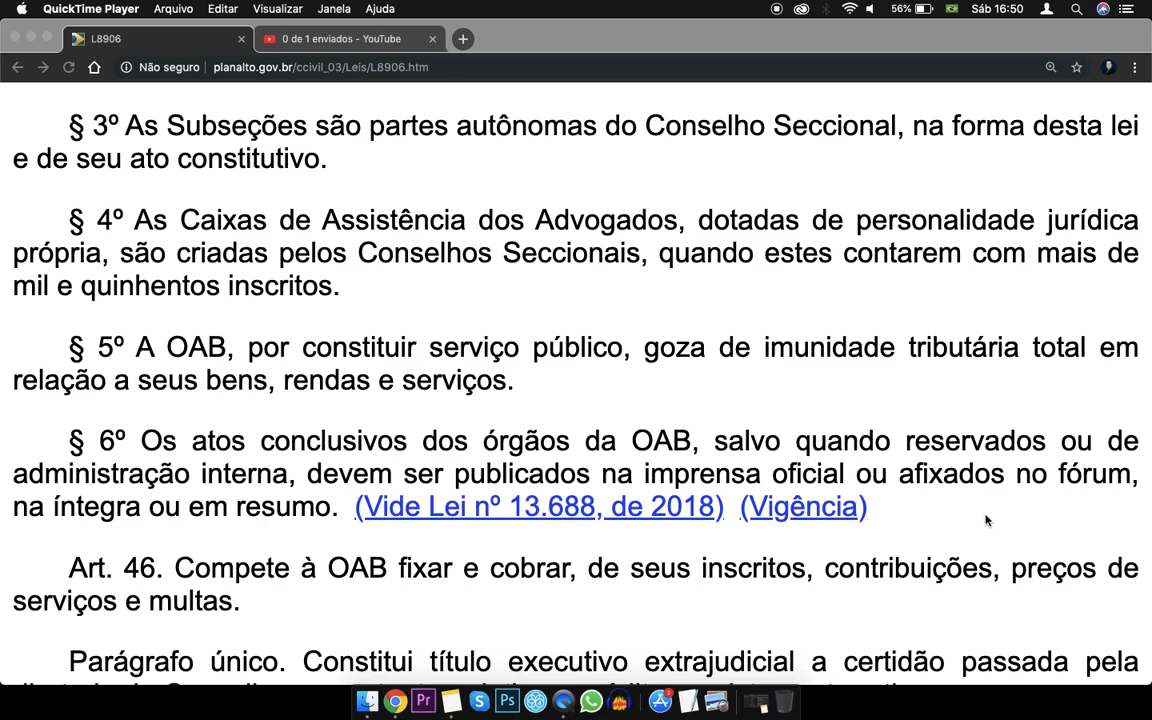 QuickTime Player Arquivo Editar Visualizar Janela Ajuda 56% Sáb 16:50
L8906 0 de 1 enviados - YouTube
Não seguro planalto.gov.br/ccivil_03/Leis/L8906.htm
§ 3º As Subseções são partes autônomas do Conselho Seccional, na forma desta lei
e de seu ato constitutivo.
§ 4º As Caixas de Assistência dos Advogados, dotadas de personalidade jurídica
própria, são criadas pelos Conselhos Seccionais, quando estes contarem com mais de
mil e quinhentos inscritos.
§ 5º A OAB, por constituir serviço público, goza de imunidade tributária total em
relação a seus bens, rendas e serviços.
§ 6º Os atos conclusivos dos órgãos da OAB, salvo quando reservados ou de
administração interna, devem ser publicados na imprensa oficial ou afixados no fórum,
na íntegra ou em resumo. (Vide Lei nº 13.688, de 2018) (Vigência)
Art. 46. Compete à OAB fixar e cobrar, de seus inscritos, contribuições, preços de
serviços e multas.
Parágrafo único. Constitui título executivo extrajudicial a certidão passada pela
Pr Ps